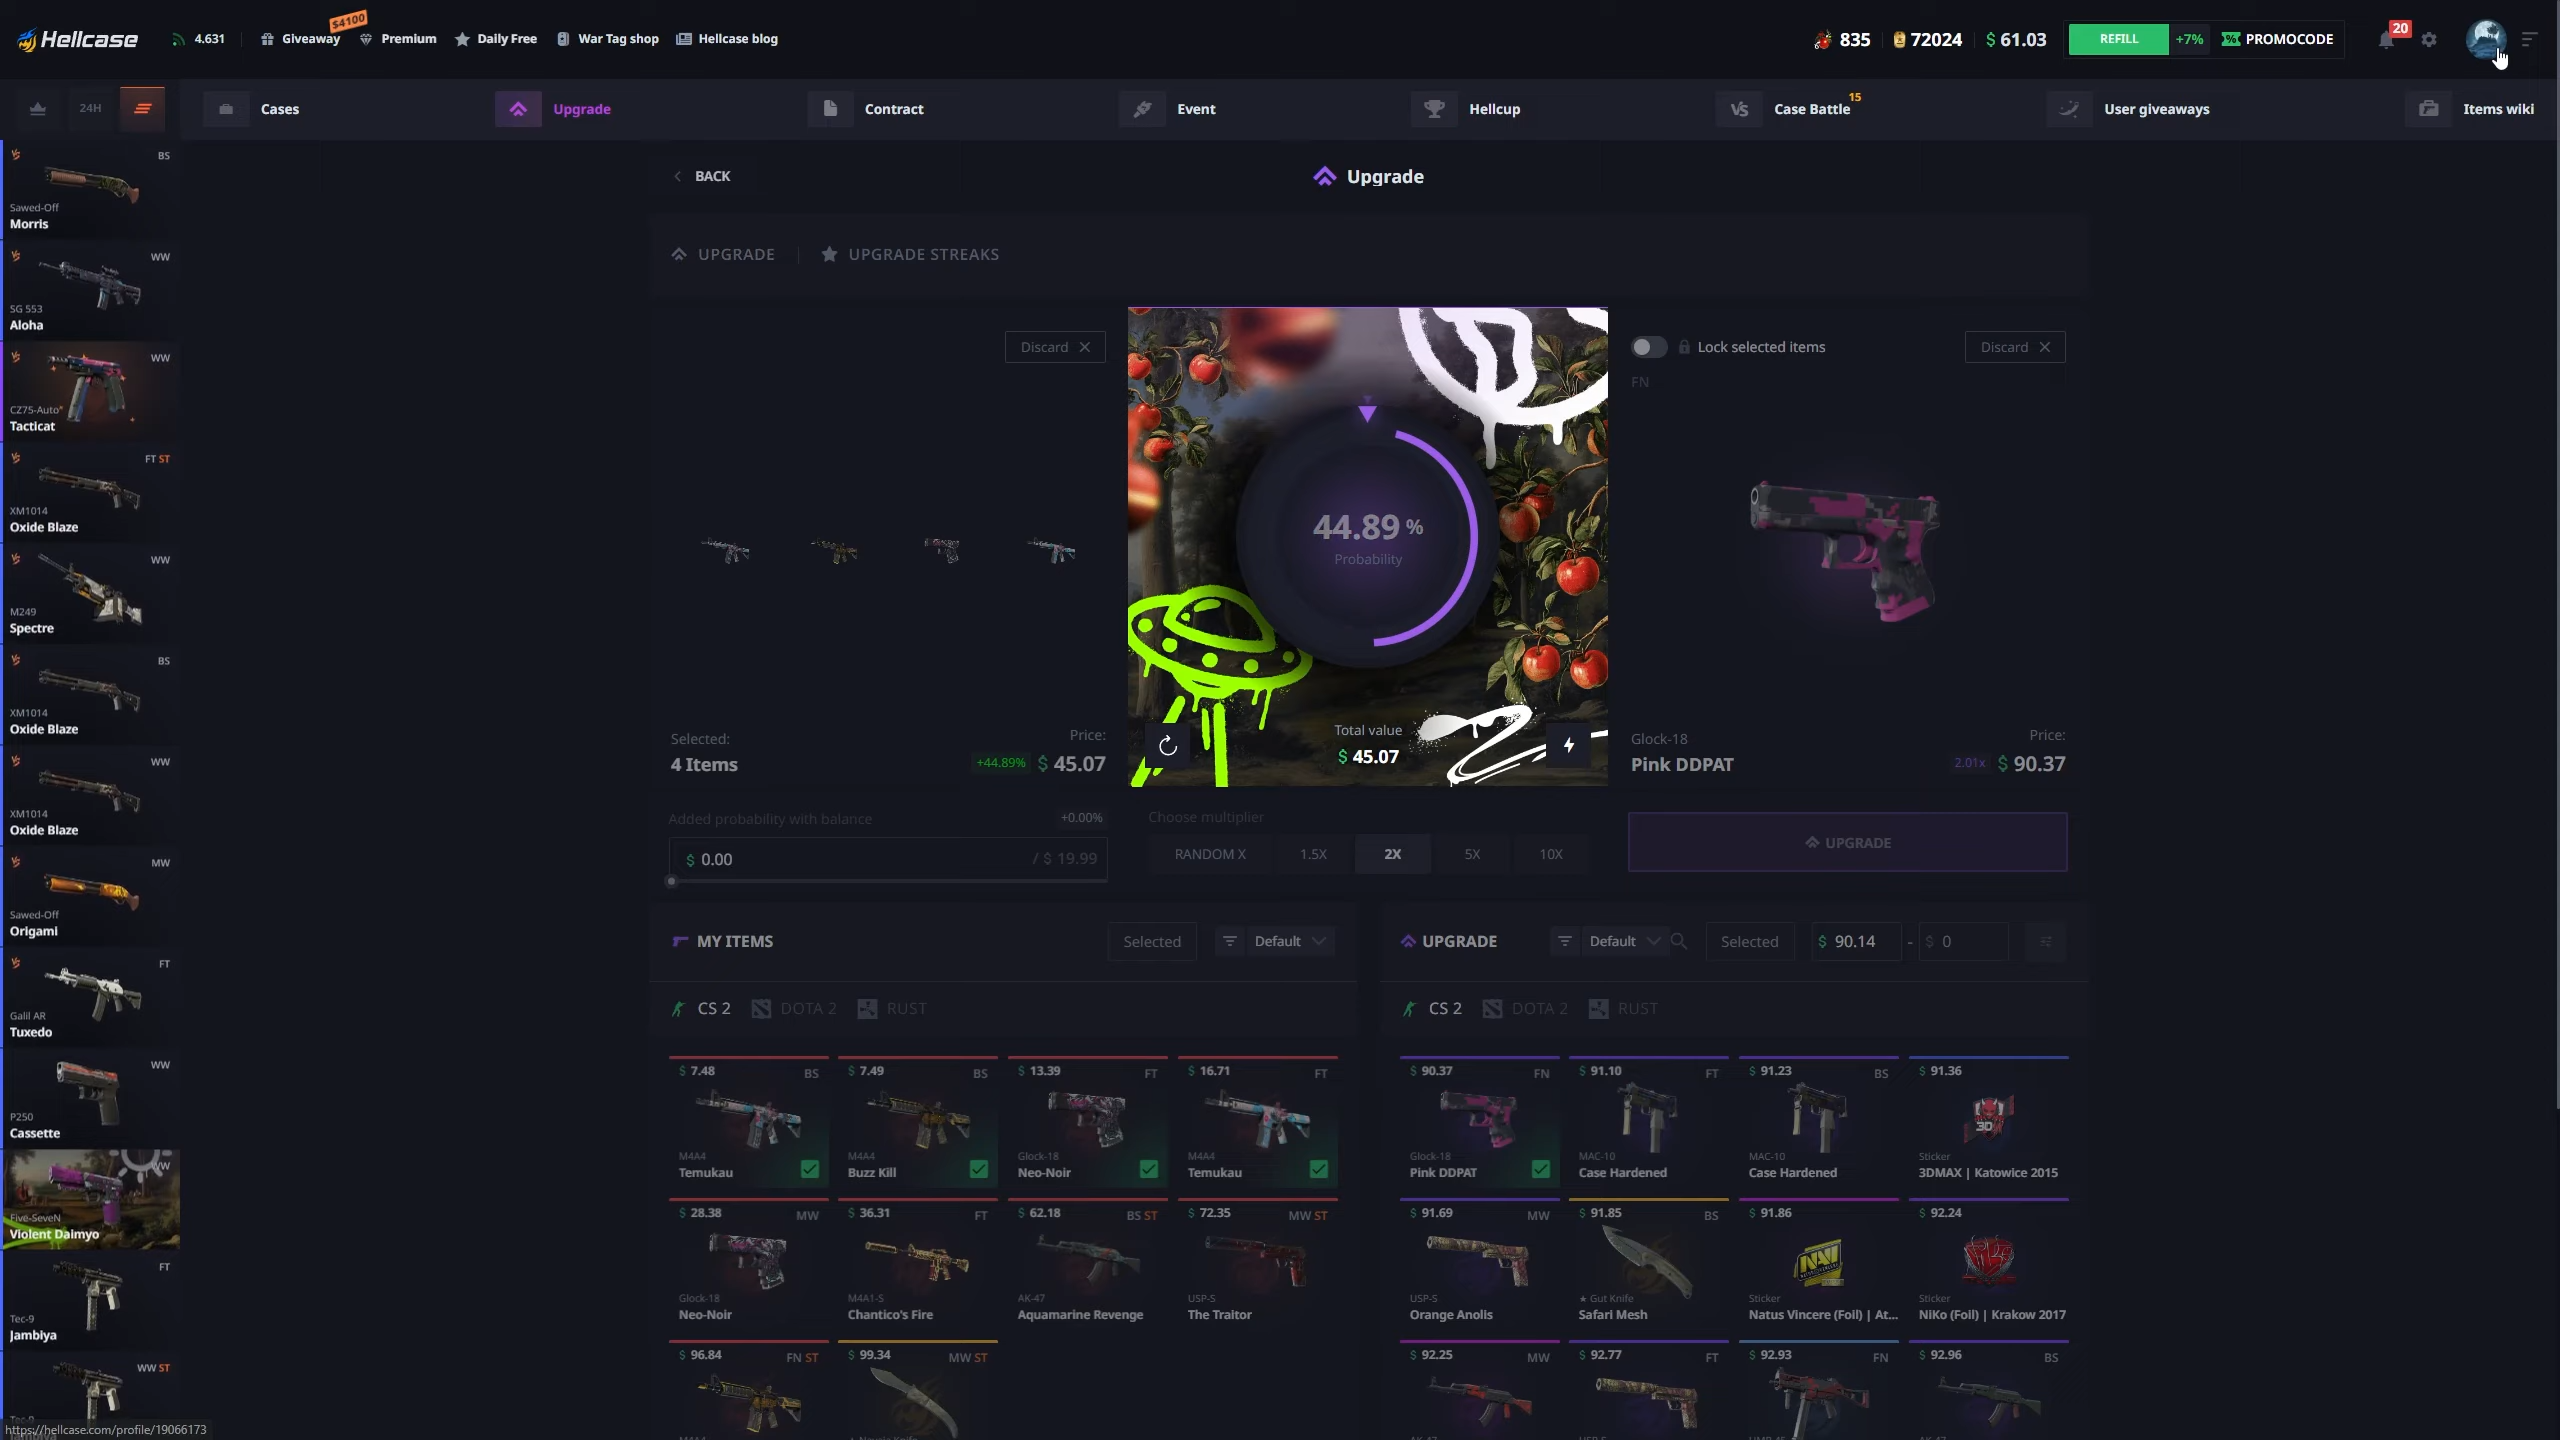 Hellcase
4.631
Giveaway
$4100
Premium
Daily Free
War Tag shop
Hellcase blog
835
72024
$ 61.03
REFILL
+7%
PROMOCODE
20
24H
Cases
Upgrade
Contract
Event
Hellcup
VS
Case Battle
15
User giveaways
Items wiki
BS
Sawed-Off
Morris
WW
SG 553
Aloha
WW
CZ75-Auto
Tacticat
FT ST
XM1014
Oxide Blaze
WW
M249
Spectre
BS
XM1014
Oxide Blaze
WW
XM1014
Oxide Blaze
MW
Sawed-Off
Origami
FT
Galil AR
Tuxedo
WW
P250
Cassette
WW
Five-SeveN
Violent Daimyo
FT
Tec-9
Jambiya
WW ST
https://hellcase.com/profile/19066173
BACK
Upgrade
UPGRADE
UPGRADE STREAKS
Discard
Selected:
4 Items
Price:
+44.89%
$ 45.07
44.89 %
Probability
Total value
$ 45.07
Lock selected items
Discard
FN
Glock-18
Pink DDPAT
Price:
2.01x
$ 90.37
Added probability with balance
+0.00%
$ 0.00
/ $ 19.99
Choose multiplier
RANDOM X
1.5X
2X
5X
10X
UPGRADE
MY ITEMS
Selected
Default
CS 2
DOTA 2
RUST
$ 7.48 BS
M4A4
Temukau
$ 7.49 BS
M4A4
Buzz Kill
$ 13.39 FT
Glock-18
Neo-Noir
$ 16.71 FT
M4A4
Temukau
$ 28.38 MW
Glock-18
Neo-Noir
$ 36.31 FT
M4A1-S
Chantico's Fire
$ 62.18 BS ST
AK-47
Aquamarine Revenge
$ 72.35 MW ST
USP-S
The Traitor
$ 96.84 FN ST
$ 99.34 MW ST
UPGRADE
Default
Selected
$ 90.14 - $ 0
CS 2
DOTA 2
RUST
$ 90.37 FN
Glock-18
Pink DDPAT
$ 91.10 FT
MAC-10
Case Hardened
$ 91.23 BS
MAC-10
Case Hardened
$ 91.36
Sticker
3DMAX | Katowice 2015
$ 91.69 MW
USP-S
Orange Anolis
$ 91.85 BS
★ Gut Knife
Safari Mesh
$ 91.86
Sticker
Natus Vincere (Foil) | At...
$ 92.24
Sticker
NiKo (Foil) | Krakow 2017
$ 92.25 MW
$ 92.77 FT
$ 92.93 FN
$ 92.96 BS